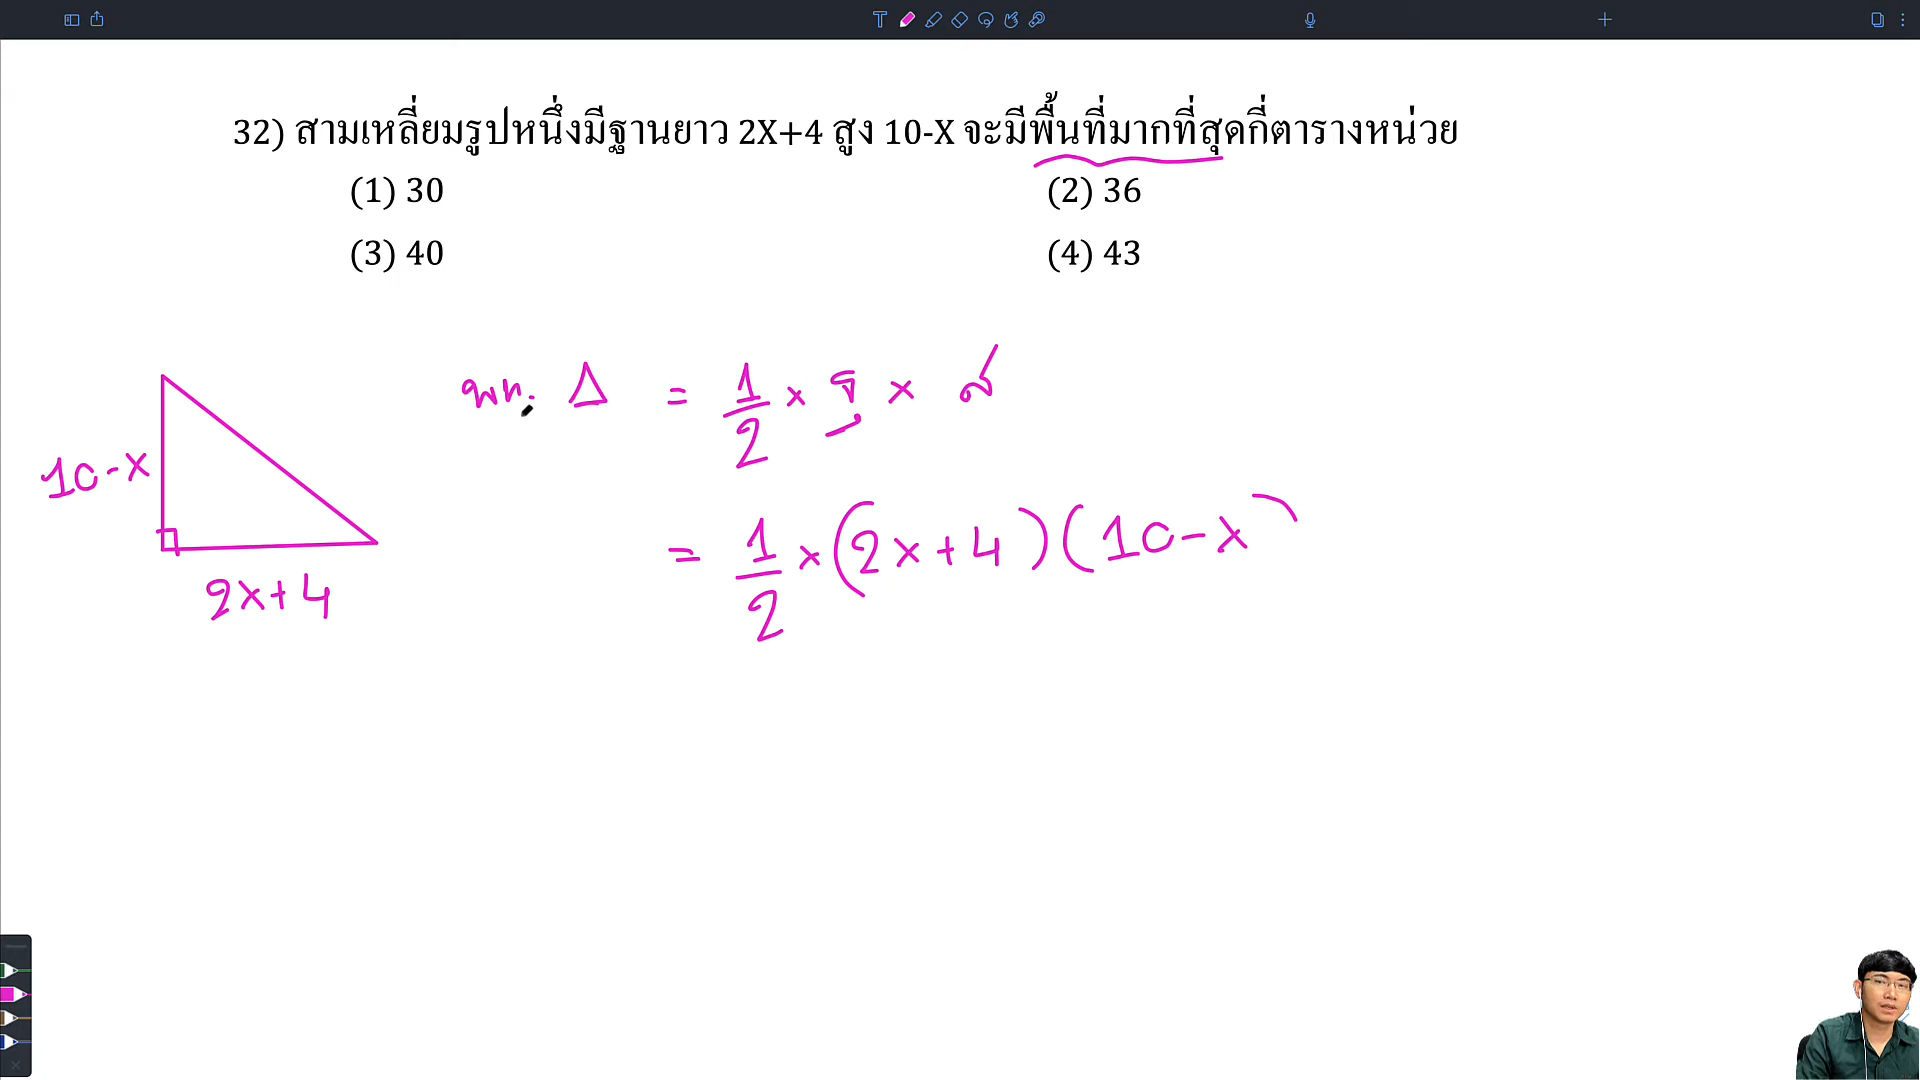 32) สามเหลี่ยมรูปหนึ่งมีฐานยาว 2X+4 สูง 10-X จะมีพื้นที่มากที่สุดกี่ตารางหน่วย
(1) 30 (2) 36
(3) 40 (4) 43
พท. Δ = 1/2 × ฐ × ส
10-x
= 1/2 × (2x+4)(10-x)
2x+4